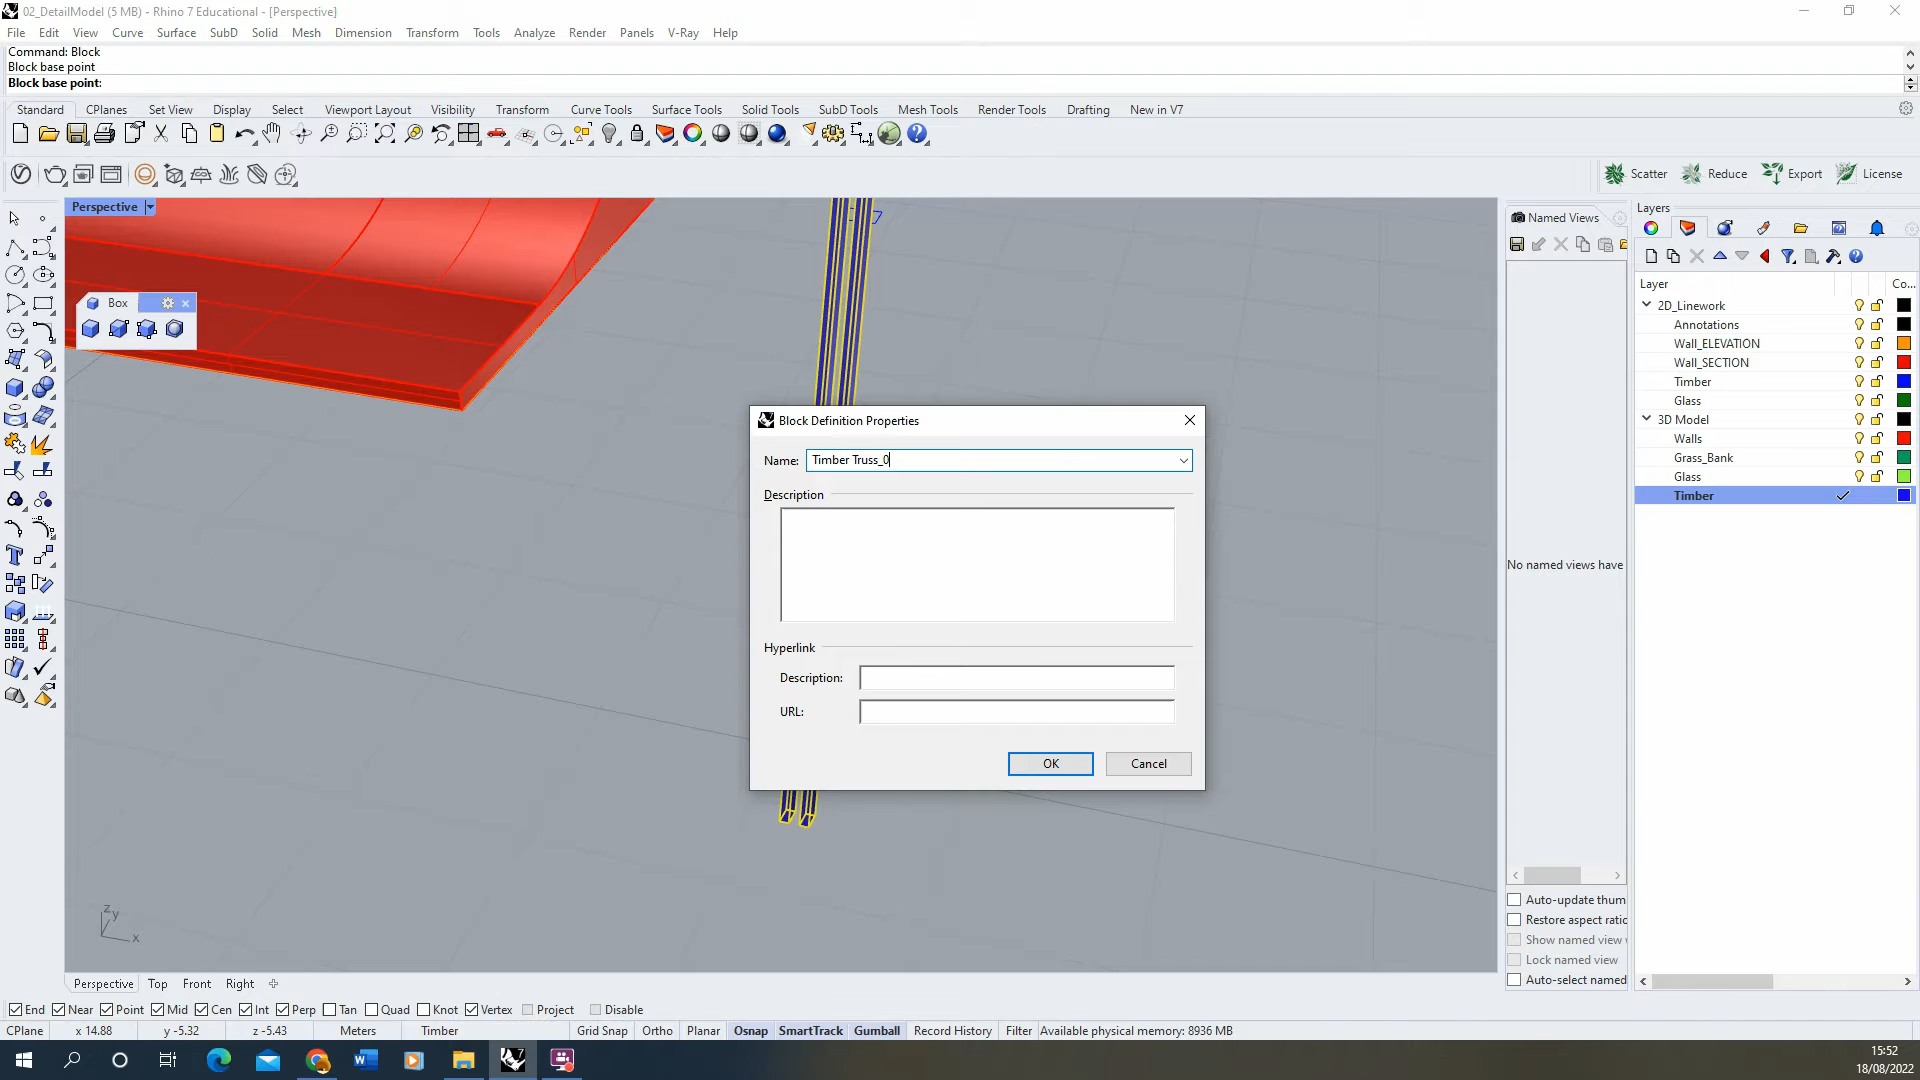 02_DetailModel (5 MB) - Rhino 7 Educational - [Perspective]
File Edit View Curve Surface SubD Solid Mesh Dimension Transform Tools Analyze Render Panels V-Ray Help
Command: Block
Block base point
Block base point:
Standard CPlanes Set View Display Select Viewport Layout Visibility Transform Curve Tools Surface Tools Solid Tools SubD Tools Mesh Tools Render Tools Drafting New in V7
Scatter Reduce Export License
Perspective
Box
Named Views
No named views have
Auto-update thum
Restore aspect ratio
Show named view
Lock named view
Auto-select named
Layers
Layer Co...
2D_Linework
Annotations
Wall_ELEVATION
Wall_SECTION
Timber
Glass
3D Model
Walls
Grass_Bank
Glass
Timber
Block Definition Properties
Name: Timber Truss_0
Description
Hyperlink
Description:
URL:
OK Cancel
z y x
Perspective Top Front Right
End Near Point Mid Cen Int Perp Tan Quad Knot Vertex Project Disable
CPlane x 14.88 y -5.32 z -5.43 Meters Timber Grid Snap Ortho Planar Osnap SmartTrack Gumball Record History Filter Available physical memory: 8936 MB
15:52
18/08/2022